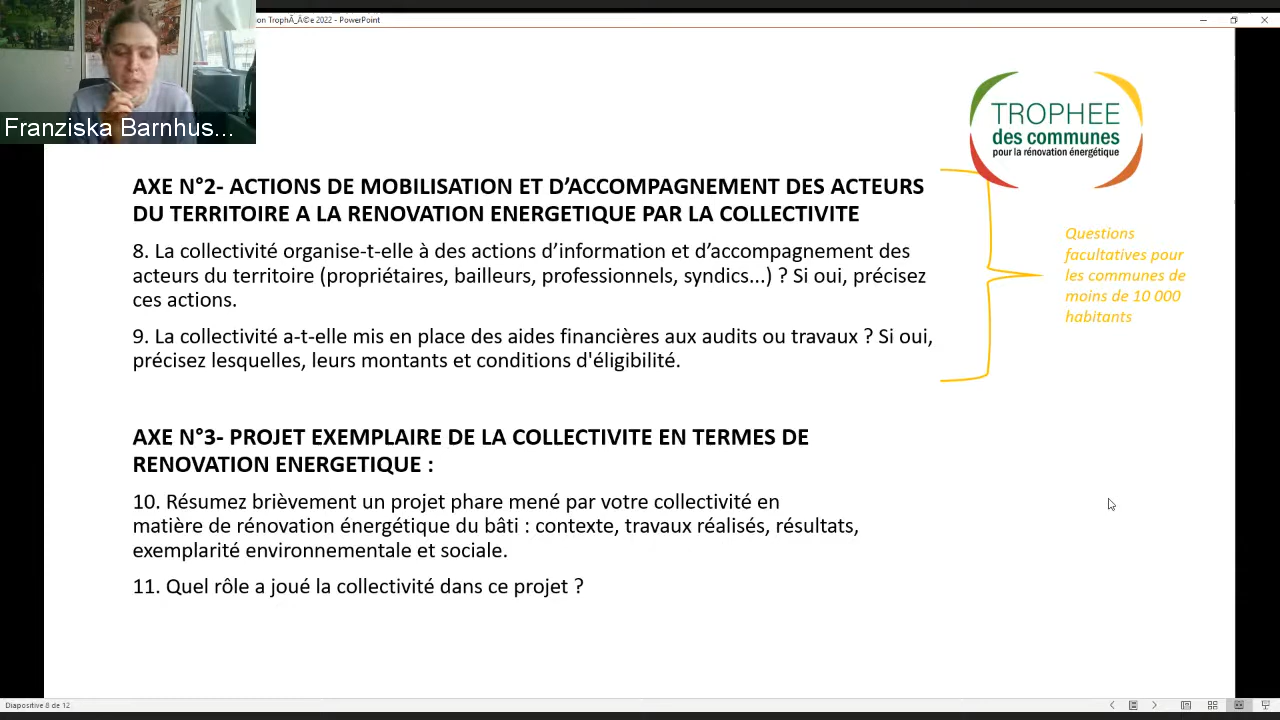 on TrophÃ_Ã©e 2022 - PowerPoint
Franziska Barnhus...
TROPHEE
des communes
pour la rénovation énergétique
AXE N°2- ACTIONS DE MOBILISATION ET D’ACCOMPAGNEMENT DES ACTEURS
DU TERRITOIRE A LA RENOVATION ENERGETIQUE PAR LA COLLECTIVITE
8. La collectivité organise-t-elle à des actions d’information et d’accompagnement des
acteurs du territoire (propriétaires, bailleurs, professionnels, syndics...) ? Si oui, précisez
ces actions.
9. La collectivité a-t-elle mis en place des aides financières aux audits ou travaux ? Si oui,
précisez lesquelles, leurs montants et conditions d'éligibilité.
Questions
facultatives pour
les communes de
moins de 10 000
habitants
AXE N°3- PROJET EXEMPLAIRE DE LA COLLECTIVITE EN TERMES DE
RENOVATION ENERGETIQUE :
10. Résumez brièvement un projet phare mené par votre collectivité en
matière de rénovation énergétique du bâti : contexte, travaux réalisés, résultats,
exemplarité environnementale et sociale.
11. Quel rôle a joué la collectivité dans ce projet ?
Diapositive 8 de 12